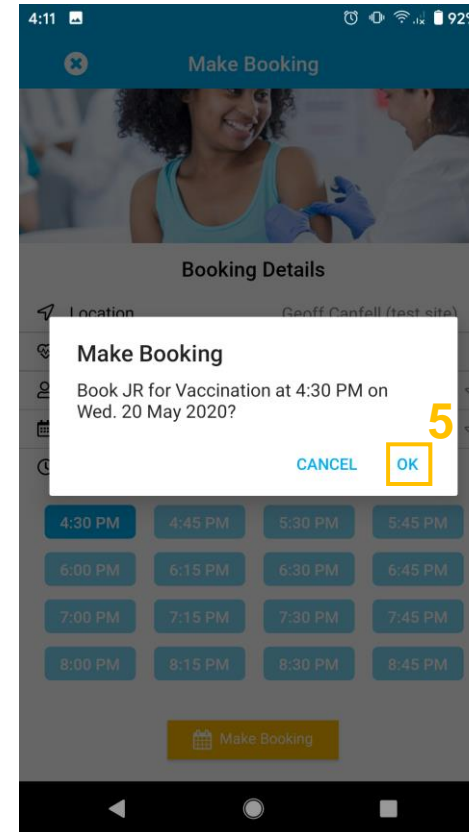 4:11 92%
Make Booking
Booking Details
Location Geoff Canfell (test site)
Make Booking
Book JR for Vaccination at 4:30 PM on
Wed. 20 May 2020?
5
CANCEL OK
4:30 PM 4:45 PM 5:30 PM 5:45 PM
6:00 PM 6:15 PM 6:30 PM 6:45 PM
7:00 PM 7:15 PM 7:30 PM 7:45 PM
8:00 PM 8:15 PM 8:30 PM 8:45 PM
Make Booking